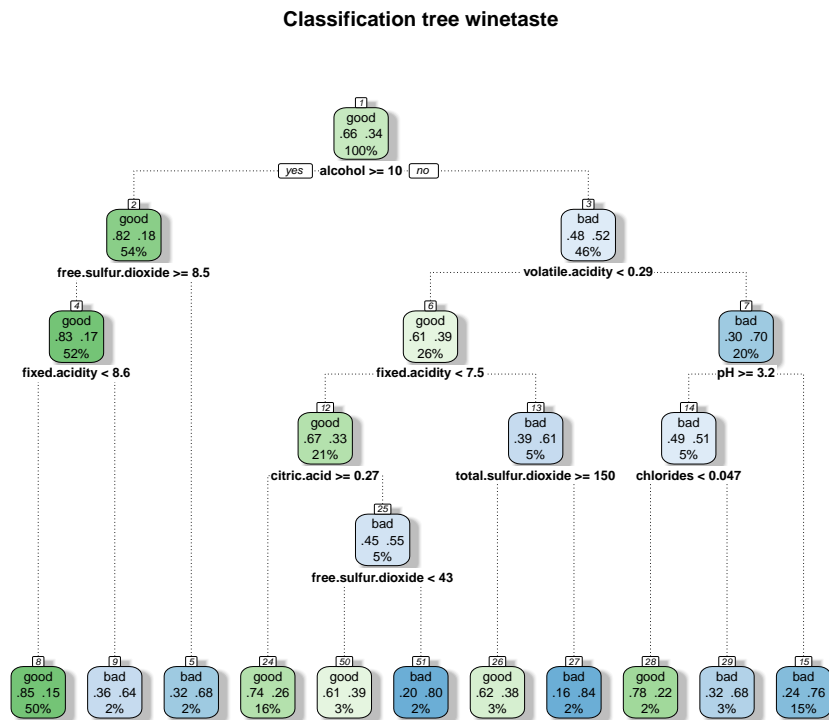 Classification tree winetaste
1
good
.66 .34
100%
yes alcohol >= 10 no
2
good
.82 .18
54%
free.sulfur.dioxide >= 8.5
3
bad
.48 .52
46%
volatile.acidity < 0.29
4
good
.83 .17
52%
fixed.acidity < 8.6
6
good
.61 .39
26%
fixed.acidity < 7.5
7
bad
.30 .70
20%
pH >= 3.2
12
good
.67 .33
21%
citric.acid >= 0.27
13
bad
.39 .61
5%
total.sulfur.dioxide >= 150
14
bad
.49 .51
5%
chlorides < 0.047
25
bad
.45 .55
5%
free.sulfur.dioxide < 43
8
good
.85 .15
50%
9
bad
.36 .64
2%
5
bad
.32 .68
2%
24
good
.74 .26
16%
50
good
.61 .39
3%
51
bad
.20 .80
2%
26
good
.62 .38
3%
27
bad
.16 .84
2%
28
good
.78 .22
2%
29
bad
.32 .68
3%
15
bad
.24 .76
15%